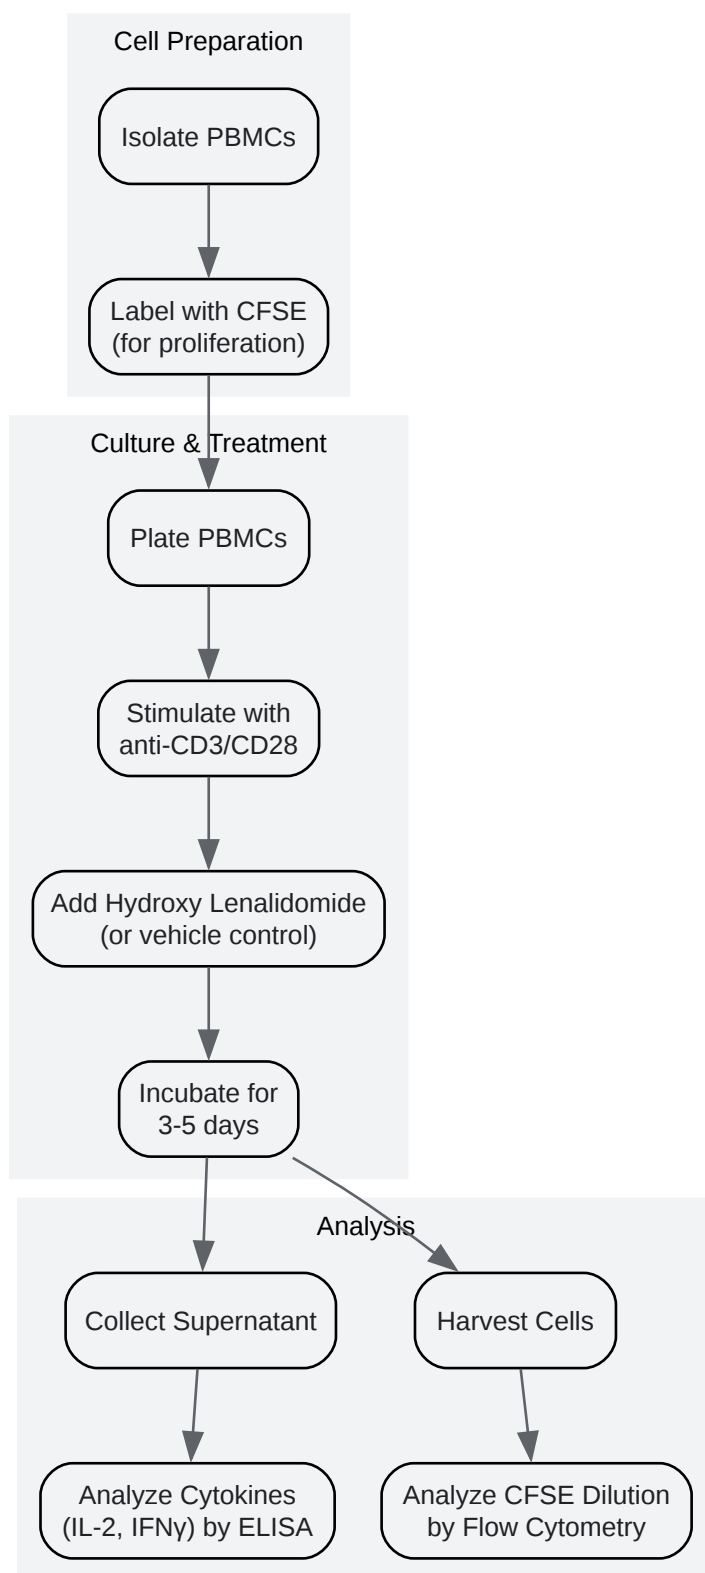 Cell Preparation
Isolate PBMCs
Label with CFSE
(for proliferation)
Culture & Treatment
Plate PBMCs
Stimulate with
anti-CD3/CD28
Add Hydroxy Lenalidomide
(or vehicle control)
Incubate for
3-5 days
Analysis
Collect Supernatant
Harvest Cells
Analyze Cytokines
(IL-2, IFNγ) by ELISA
Analyze CFSE Dilution
by Flow Cytometry